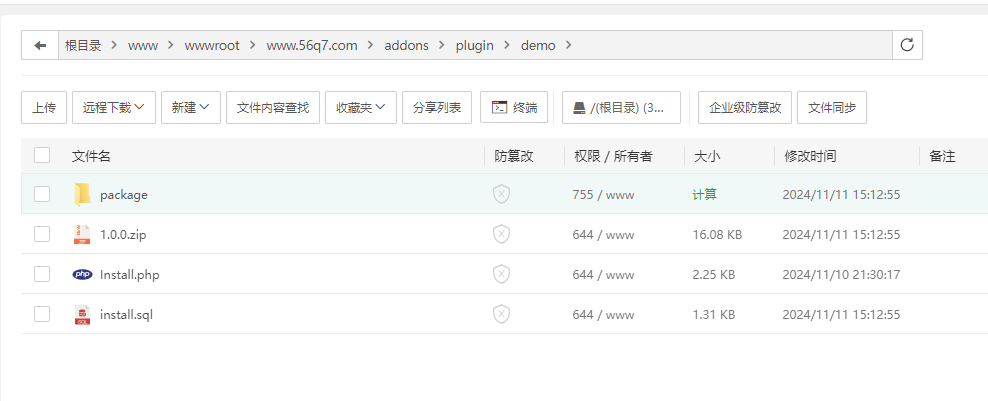 根目录 > www > wwwroot > www.56q7.com > addons > plugin > demo >
上传 远程下载 新建 文件内容查找 收藏夹 分享列表 终端 /(根目录) (3... 企业级防篡改 文件同步
文件名 防篡改 权限 / 所有者 大小 修改时间 备注
package 755 / www 计算 2024/11/11 15:12:55
1.0.0.zip 644 / www 16.08 KB 2024/11/11 15:12:55
php Install.php 644 / www 2.25 KB 2024/11/10 21:30:17
SQL install.sql 644 / www 1.31 KB 2024/11/11 15:12:55